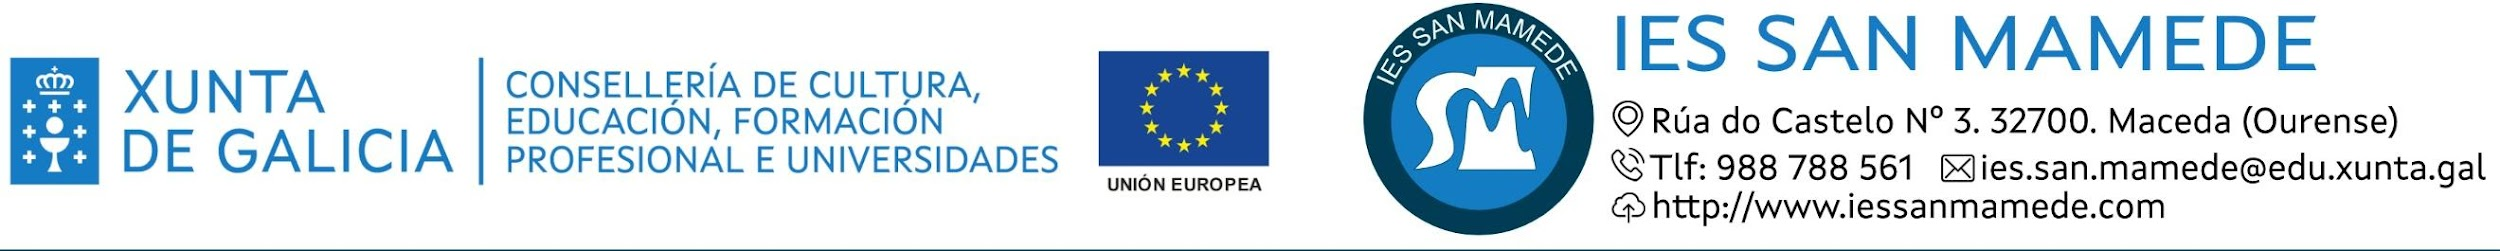 XUNTA
DE GALICIA
CONSELLERÍA DE CULTURA,
EDUCACIÓN, FORMACIÓN
PROFESIONAL E UNIVERSIDADES
UNIÓN EUROPEA
IES SAN MAMEDE
SM
IES SAN MAMEDE
Rúa do Castelo Nº 3. 32700. Maceda (Ourense)
Tlf: 988 788 561 ies.san.mamede@edu.xunta.gal
http://www.iessanmamede.com